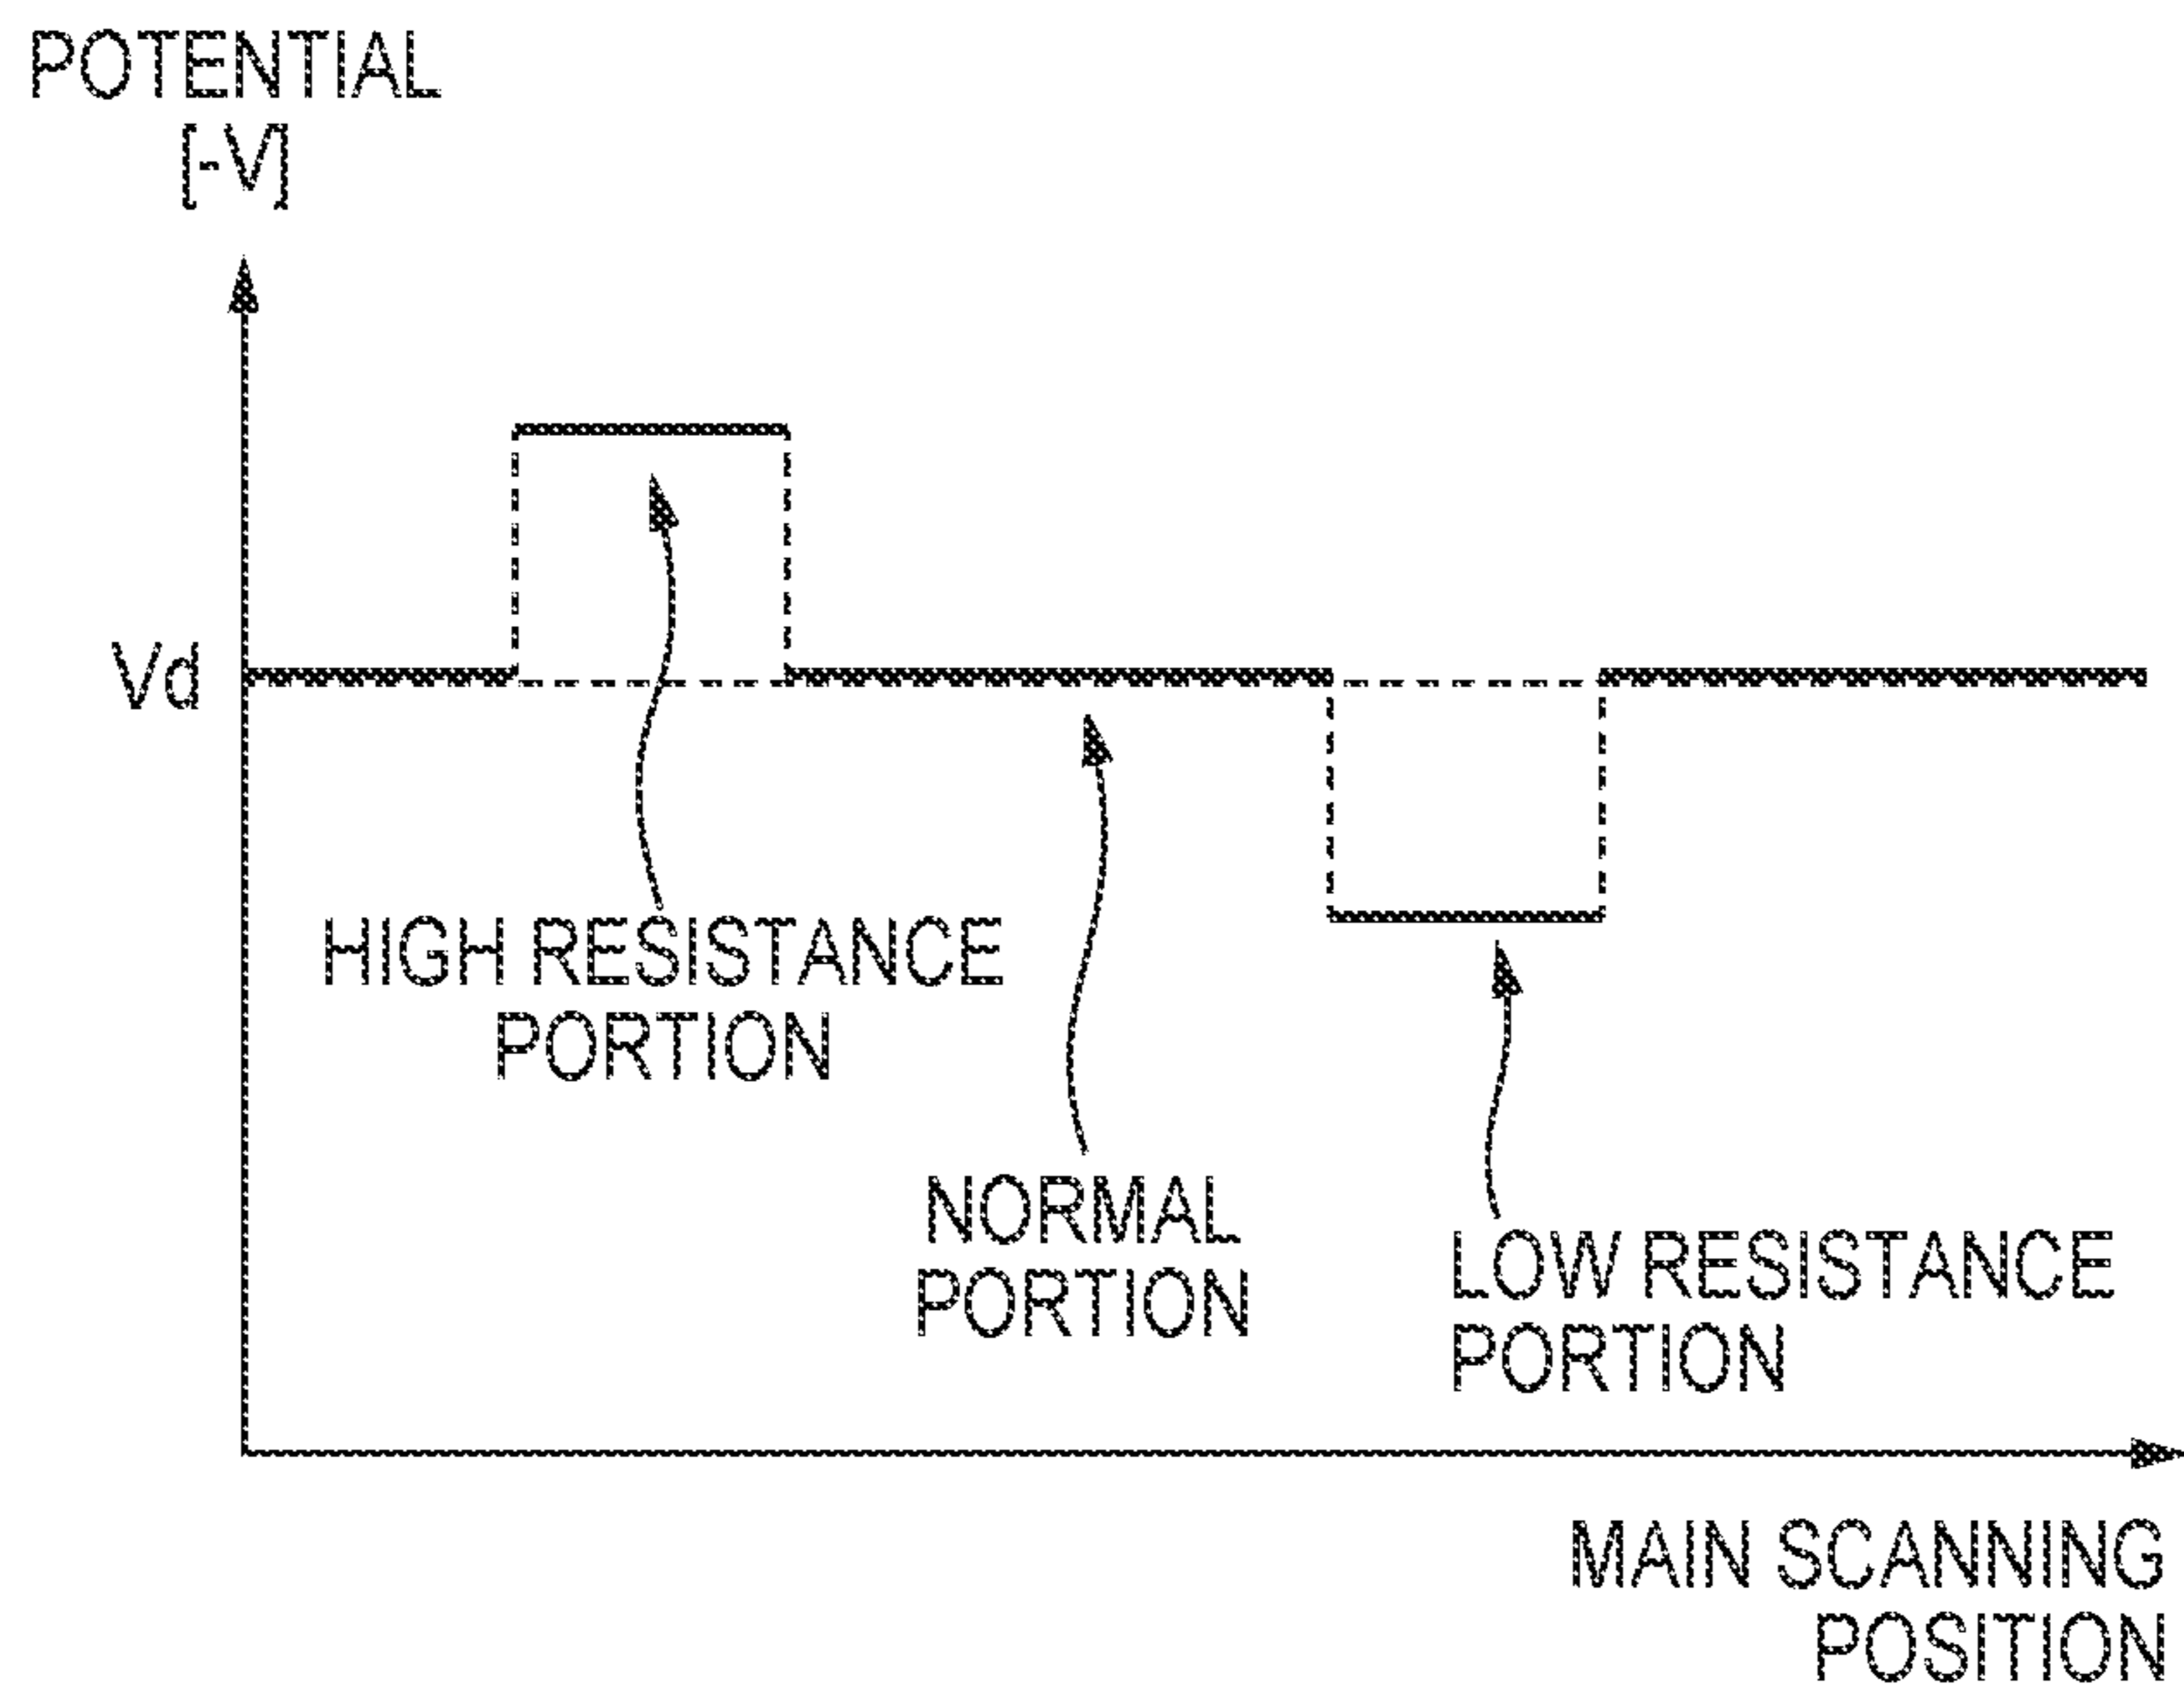 POTENTIAL
[-V]
Vd
HIGH RESISTANCE
PORTION
NORMAL
PORTION
LOW RESISTANCE
PORTION
MAIN SCANNING
POSITION